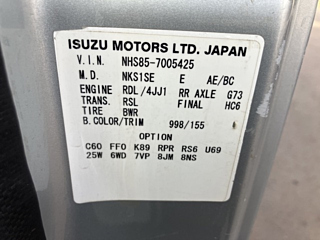 ISUZU MOTORS LTD. JAPAN
V.I.N. NHS85-7005425
M.D. NKS1SE E AE/BC
ENGINE RDL/4JJ1 RR AXLE G73
TRANS. RSL FINAL HC6
TIRE BWR
B.COLOR/TRIM 998/155
OPTION
C60 FF0 K89 RPR RS6 U69
25W 6WD 7VP 8JM 8NS